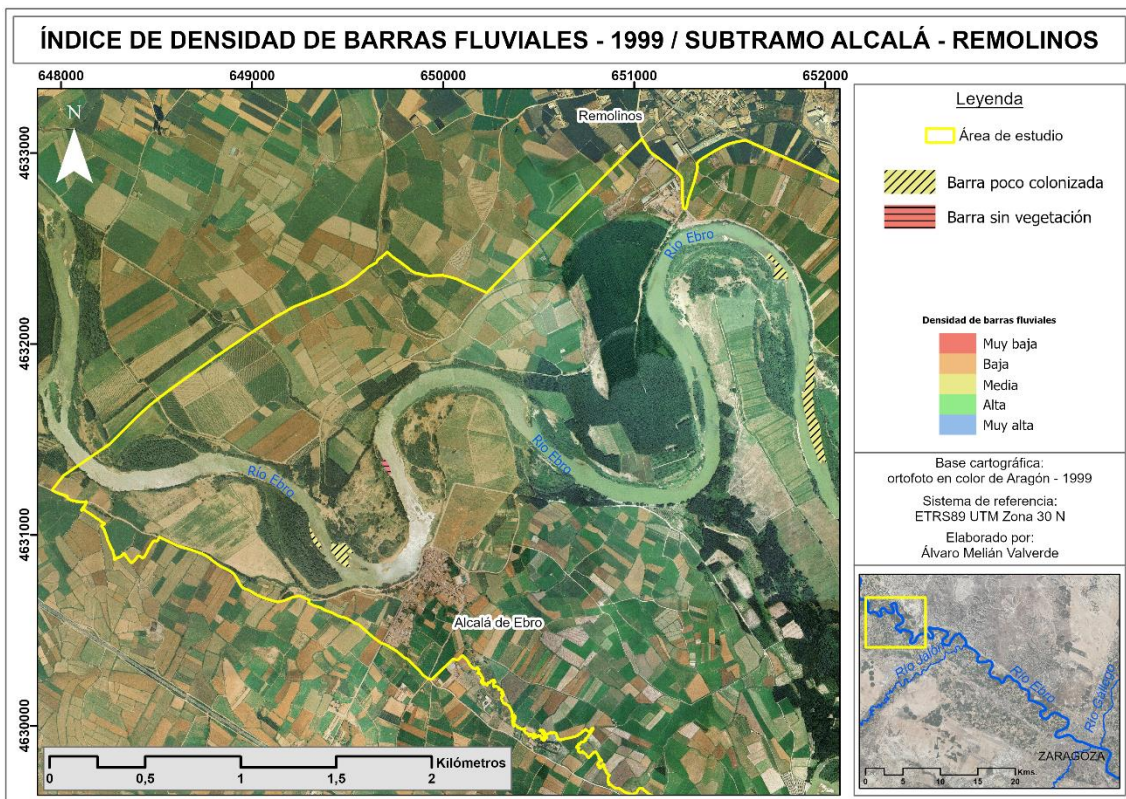 ÍNDICE DE DENSIDAD DE BARRAS FLUVIALES - 1999 / SUBTRAMO ALCALÁ - REMOLINOS
648000
649000
650000
651000
652000
4633000
4632000
4631000
4630000
N
Remolinos
Río Ebro
Río Ebro
Río Ebro
Alcalá de Ebro
0
0,5
1
1,5
2
Kilómetros
Leyenda
Área de estudio
Barra poco colonizada
Barra sin vegetación
Densidad de barras fluviales
Muy baja
Baja
Media
Alta
Muy alta
Base cartográfica:
ortofoto en color de Aragón - 1999
Sistema de referencia:
ETRS89 UTM Zona 30 N
Elaborado por:
Álvaro Melián Valverde
Río Jalón
Río Ebro
Río Gállego
ZARAGOZA
0
5
10
20
Kms.